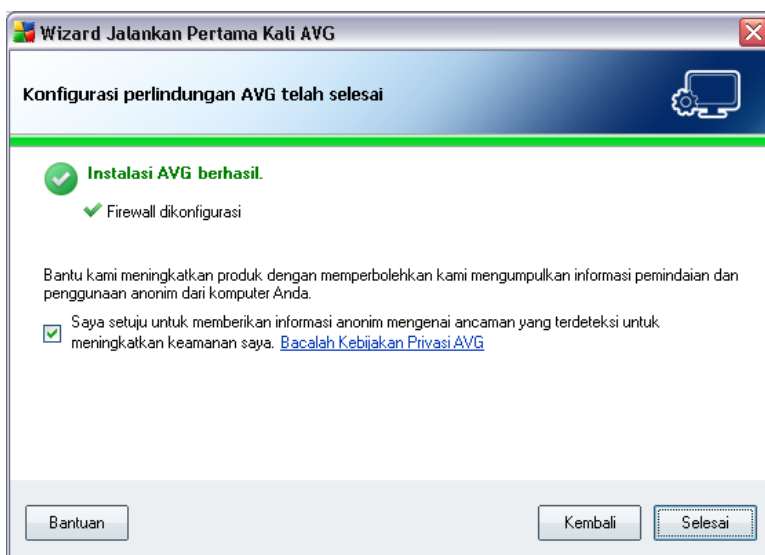 Wizard Jalankan Pertama Kali AVG
Konfigurasi perlindungan AVG telah selesai
Instalasi AVG berhasil.
Firewall dikonfigurasi
Bantu kami meningkatkan produk dengan memperbolehkan kami mengumpulkan informasi pemindaian dan
penggunaan anonim dari komputer Anda.
Saya setuju untuk memberikan informasi anonim mengenai ancaman yang terdeteksi untuk
meningkatkan keamanan saya. Bacalah Kebijakan Privasi AVG
Bantuan
Kembali
Selesai